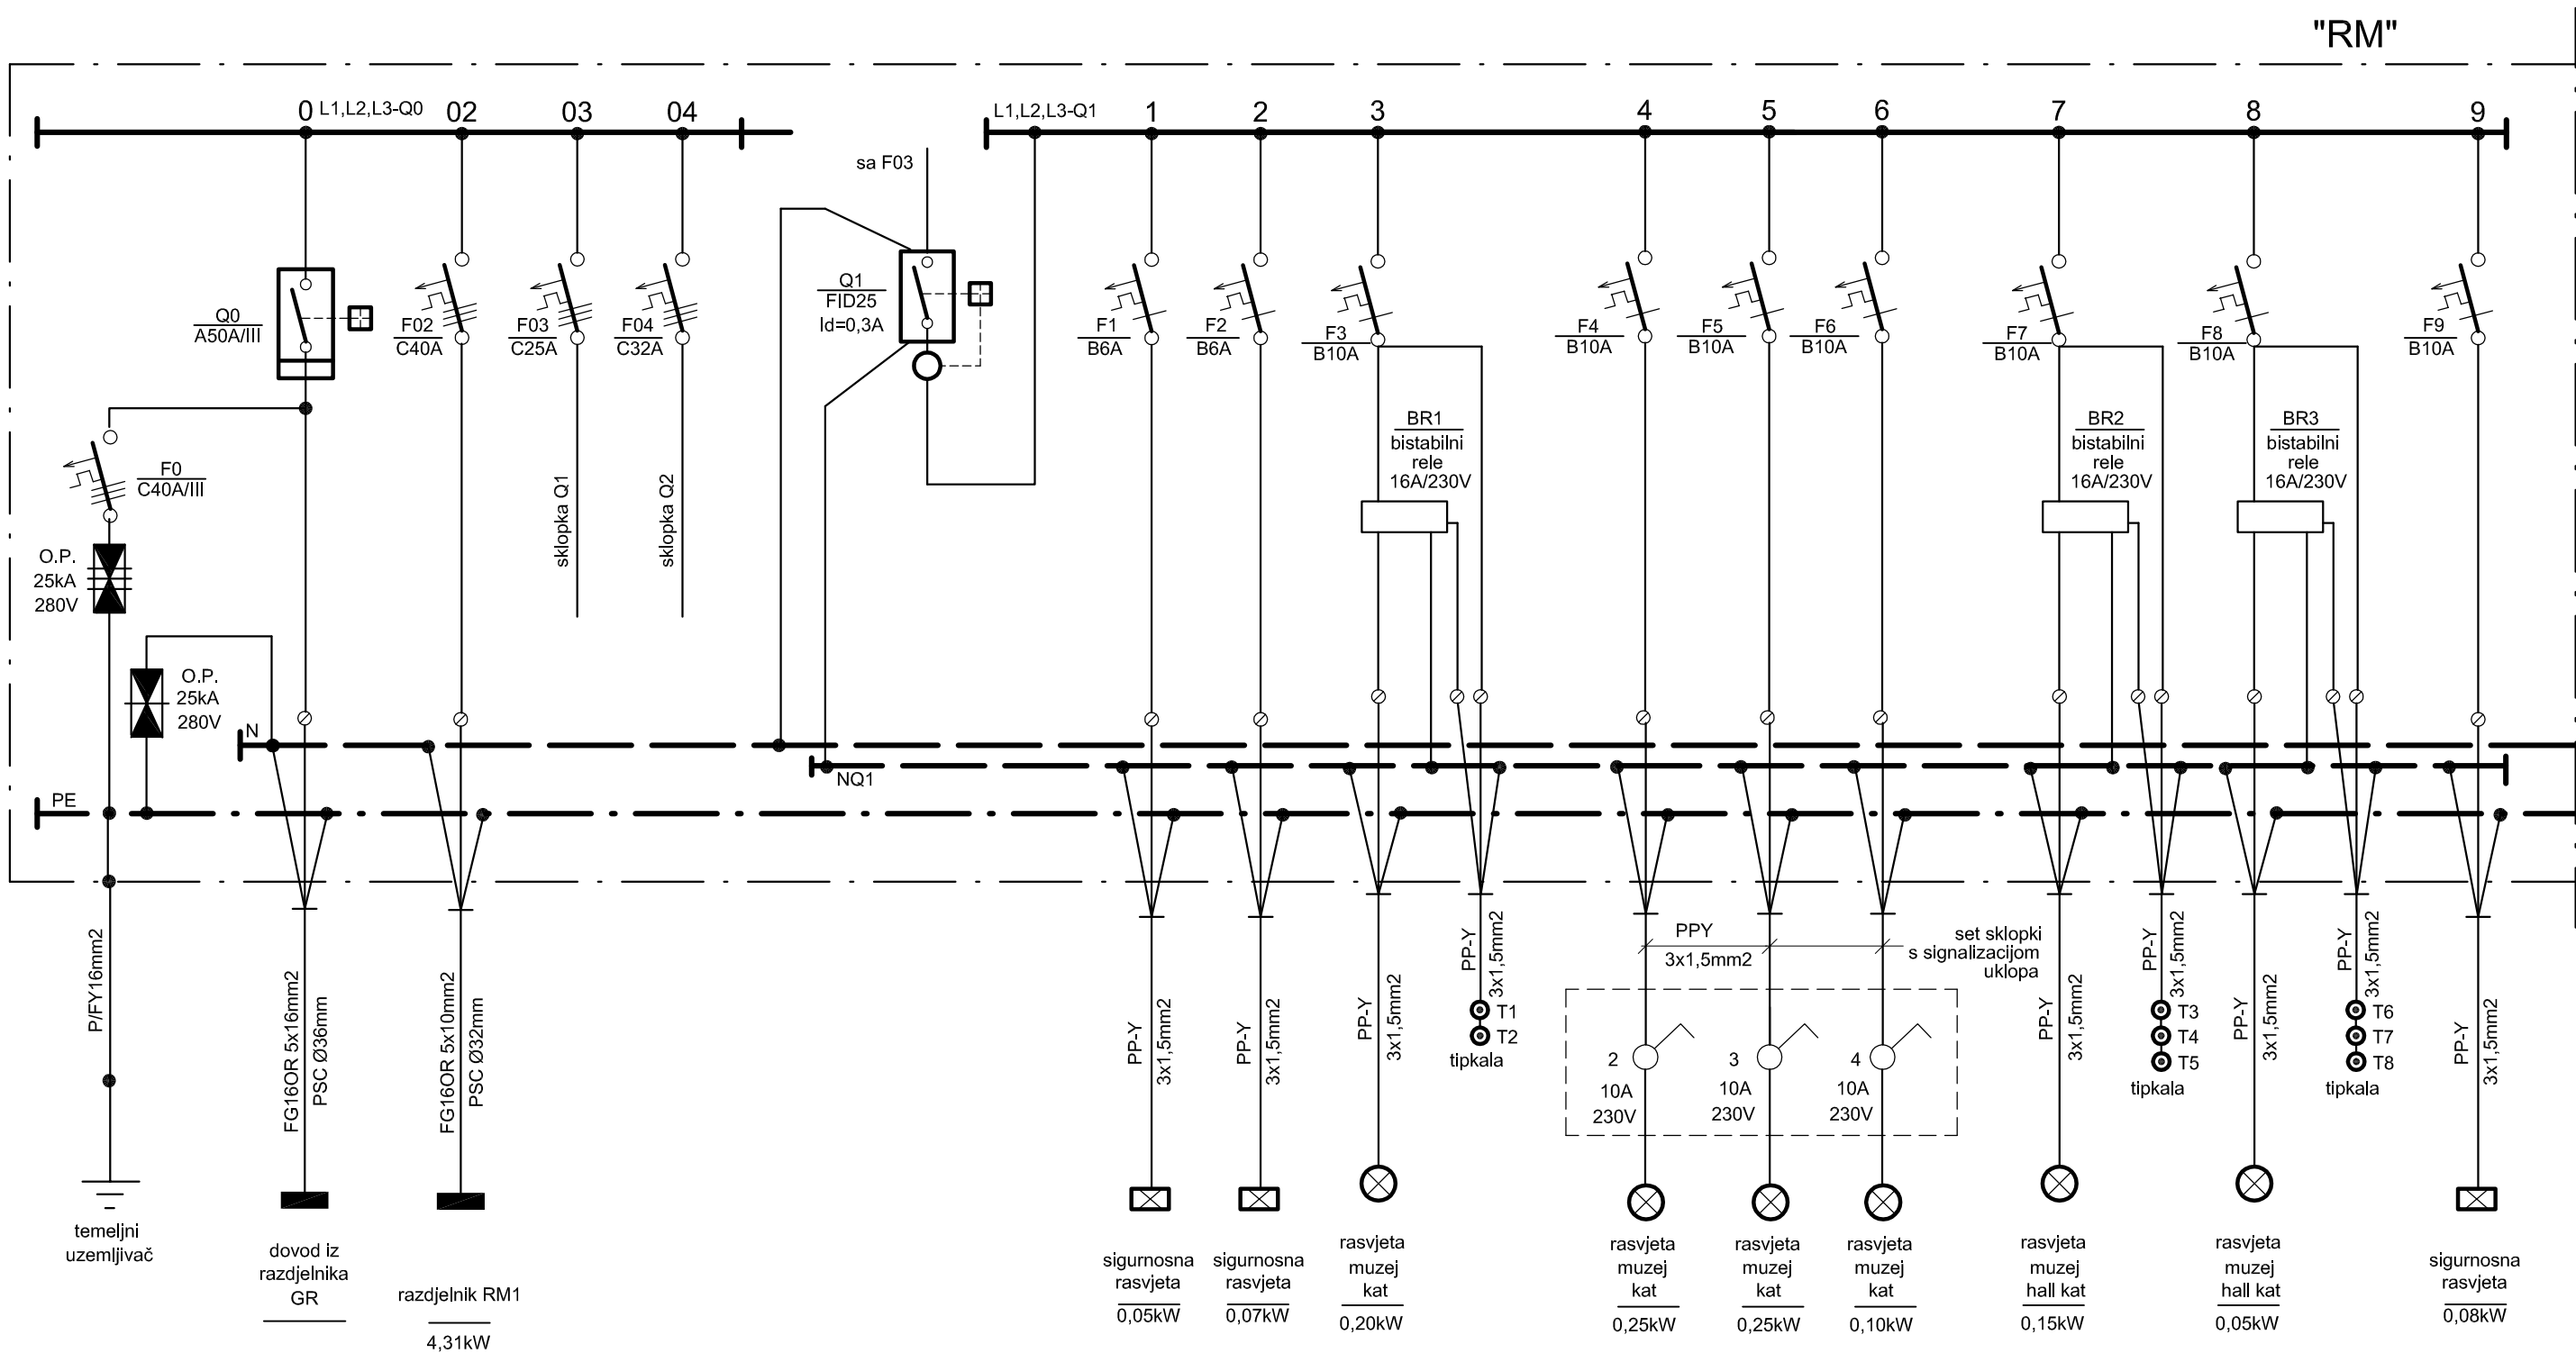 "RM"
0 L1,L2,L3-Q0 02 03 04
L1,L2,L3-Q1 1 2 3 4 5 6 7 8 9
sa F03
Q0
A50A/III
F02
C40A
F03
C25A
F04
C32A
Q1
FID25
Id=0,3A
F1
B6A
F2
B6A
F3
B10A
F4
B10A
F5
B10A
F6
B10A
F7
B10A
F8
B10A
F9
B10A
F0
C40A/III
sklopka Q1
sklopka Q2
BR1
bistabilni
rele
16A/230V
BR2
bistabilni
rele
16A/230V
BR3
bistabilni
rele
16A/230V
O.P.
25kA
280V
O.P.
25kA
280V
N
NQ1
PE
P/FY16mm2
FG16OR 5x16mm2
PSC Ø36mm
FG16OR 5x10mm2
PSC Ø32mm
PP-Y
3x1,5mm2
PP-Y
3x1,5mm2
PP-Y
3x1,5mm2
PP-Y
3x1,5mm2
T1
T2
tipkala
PPY
3x1,5mm2
set sklopki
s signalizacijom
uklopa
2
10A
230V
3
10A
230V
4
10A
230V
PP-Y
3x1,5mm2
PP-Y
3x1,5mm2
T3
T4
T5
tipkala
PP-Y
3x1,5mm2
PP-Y
3x1,5mm2
T6
T7
T8
tipkala
PP-Y
3x1,5mm2
temeljni
uzemljivač
dovod iz
razdjelnika
GR
razdjelnik RM1
4,31kW
sigurnosna
rasvjeta
0,05kW
sigurnosna
rasvjeta
0,07kW
rasvjeta
muzej
kat
0,20kW
rasvjeta
muzej
kat
0,25kW
rasvjeta
muzej
kat
0,25kW
rasvjeta
muzej
kat
0,10kW
rasvjeta
muzej
hall kat
0,15kW
rasvjeta
muzej
hall kat
0,05kW
sigurnosna
rasvjeta
0,08kW